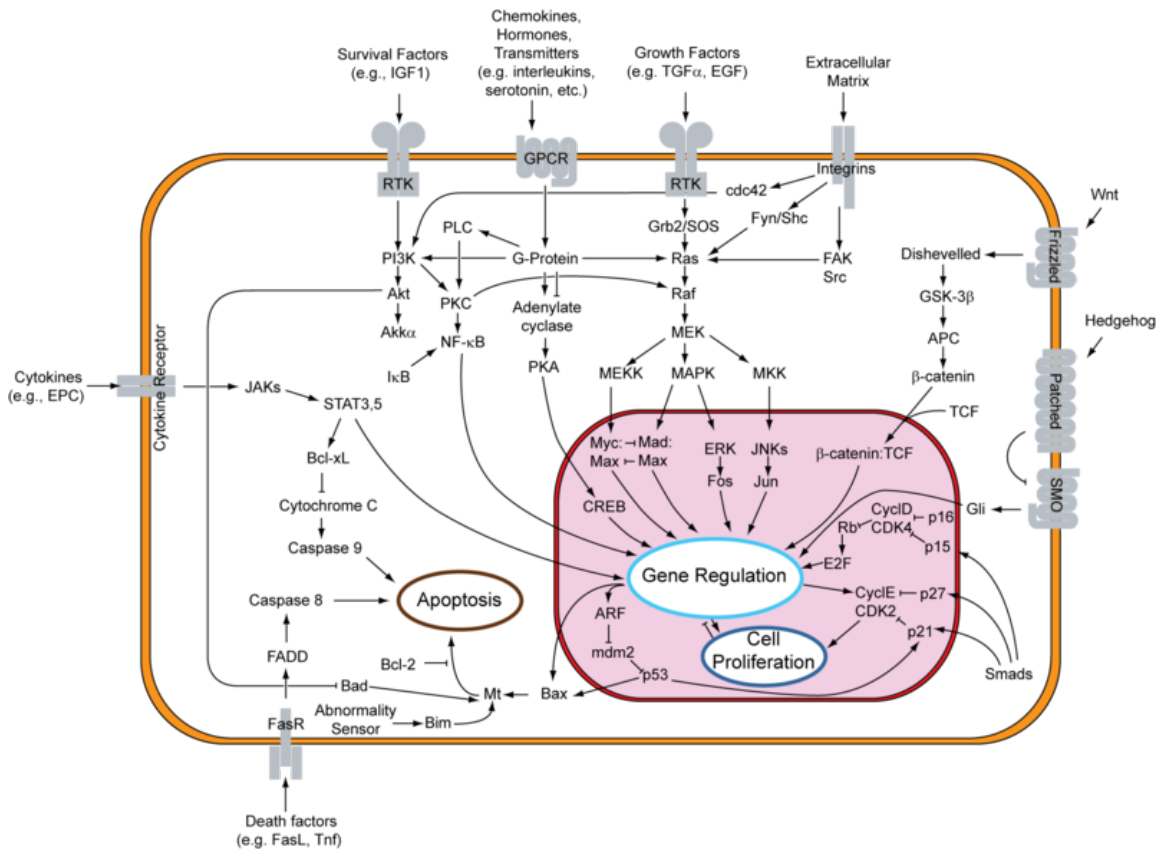 Chemokines,
Hormones,
Transmitters
(e.g. interleukins,
serotonin, etc.)
Survival Factors
(e.g., IGF1)
Growth Factors
(e.g. TGFα, EGF)
Extracellular
Matrix
GPCR
Integrins
RTK
RTK
cdc42
Wnt
Fyn/Shc
PLC
Grb2/SOS
Frizzled
PI3K
G-Protein
Ras
FAK
Src
Dishevelled
Akt
PKC
Adenylate
cyclase
Raf
GSK-3β
Akkα
NF-κB
MEK
APC
Hedgehog
IκB
PKA
MEKK
MAPK
MKK
β-catenin
Cytokines
(e.g., EPC)
Cytokine Receptor
JAKs
STAT3,5
TCF
Patched
Myc:
Max
Mad:
Max
ERK
JNKs
β-catenin:TCF
Bcl-xL
Fos
Jun
Cytochrome C
CREB
SMO
Gli
CyclD
CDK4
p16
Rb
p15
Caspase 9
E2F
Gene Regulation
Caspase 8
Apoptosis
ARF
CyclE
CDK2
p27
p21
Cell
Proliferation
mdm2
FADD
Bcl-2
p53
Smads
Bad
Mt
Bax
Abnormality
Sensor
Bim
FasR
Death factors
(e.g. FasL, Tnf)